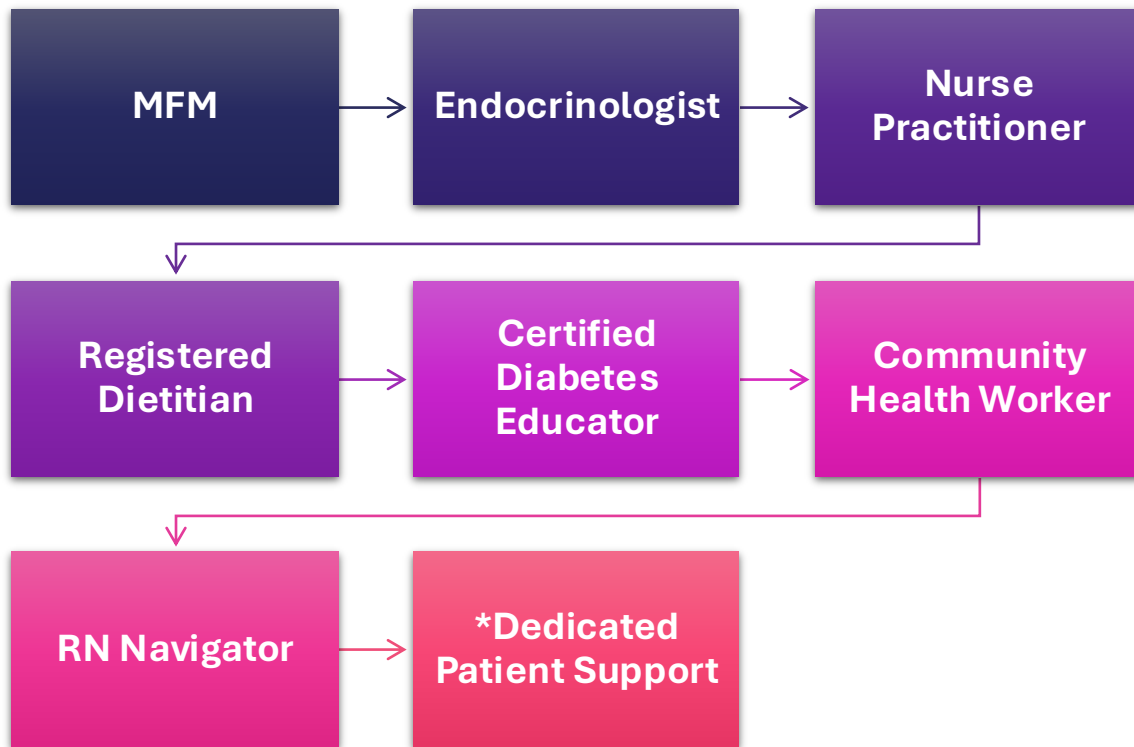 MFM
Endocrinologist
Nurse
Practitioner
Registered
Dietitian
Certified
Diabetes
Educator
Community
Health Worker
RN Navigator
*Dedicated
Patient Support